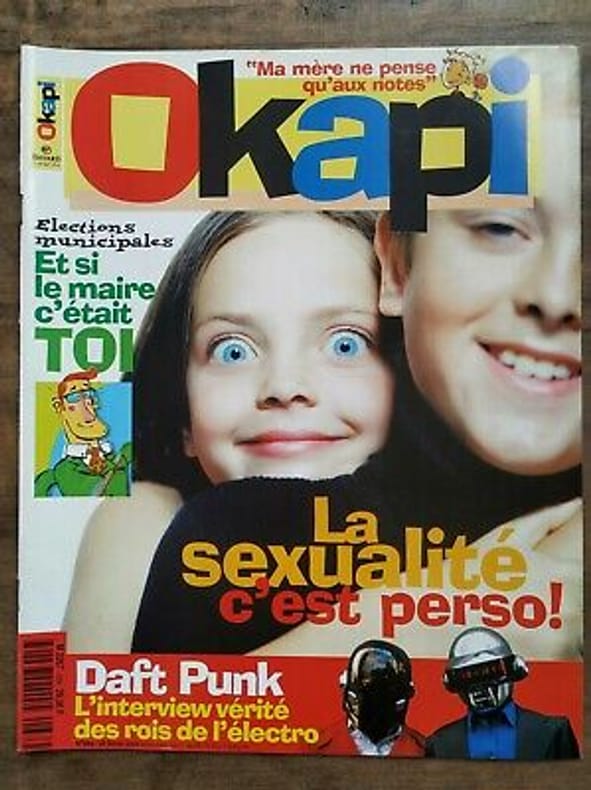 "Ma mère ne pense
qu'aux notes"
Okapi
Okapi
Elections
municipales
Et si
le maire
c'était
TOI
La
sexualité
c'est perso!
Daft Punk
L'interview vérité
des rois de l'électro